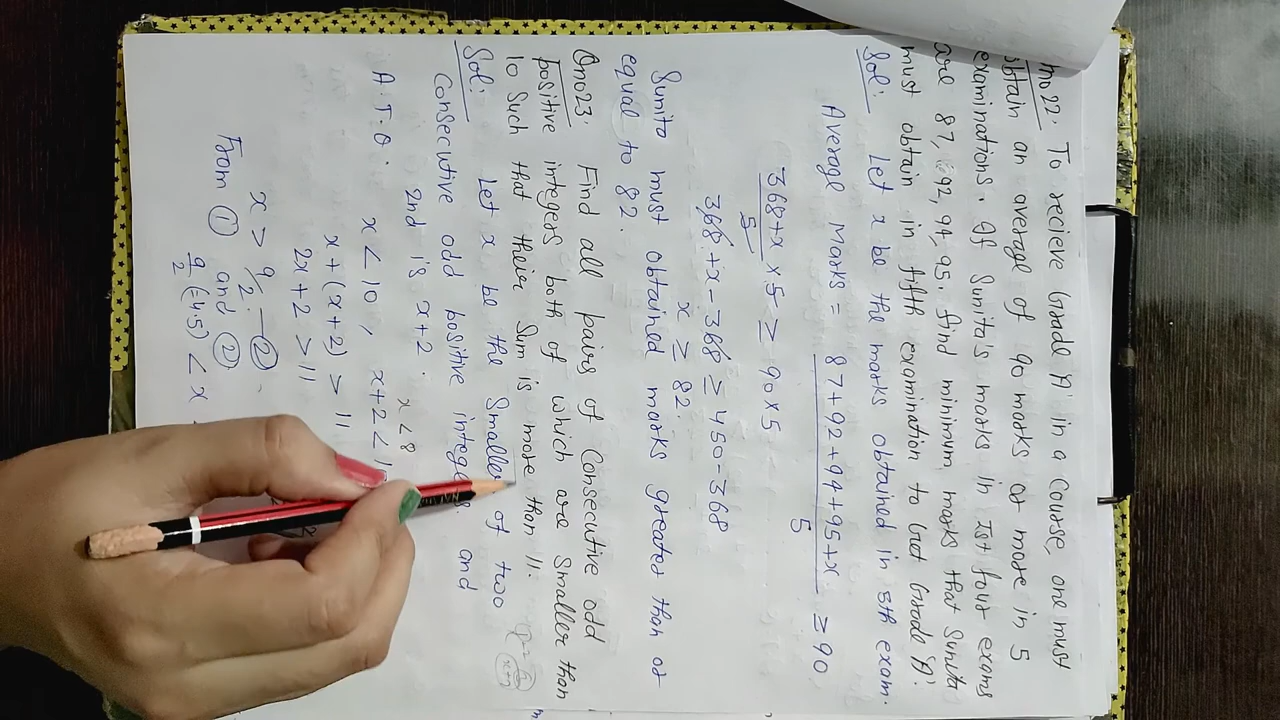 no22. To recieve Grade 'A' in a Course, one must
obtain an average of 90 marks or more in 5
examinations. If Sunita's marks in Ist four exams
are 87, 92, 94, 95. find minimum marks that Sunita
must obtain in fifth examination to Get Grade 'A'.
Sol: Let x be the marks obtained in 5th exam.
Average Marks = 87+92+94+95+x / 5 ≥ 90
368+x / 5 × 5 ≥ 90×5
368+x-368 ≥ 450-368
x ≥ 82.
Sunita must obtained marks greater than or
equal to 82.
Qno23. Find all pairs of Consecutive odd
positive integers both of which are Smaller than
10 Such that their Sum is more than 11.
Sol: Let x be the Smaller of two
Consecutive odd positive integers. and
2nd is x+2.
x<8
A.T.Q. x<10, x+2<1
x+(x+2) > 11
2x+2 > 11
x > 9/2 — ②
From ① and ②
9/2 (=4.5) < x